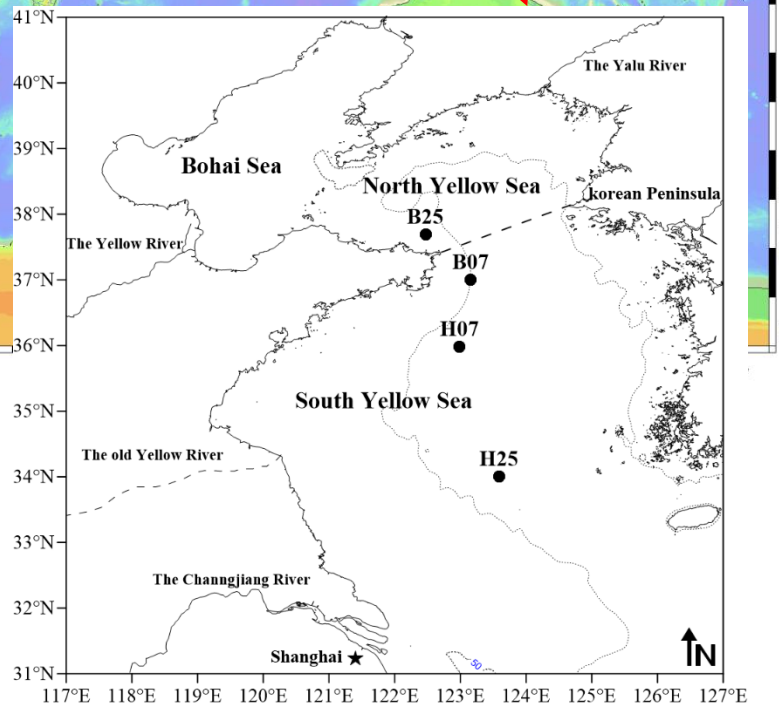 41°N
40°N
39°N
38°N
37°N
36°N
35°N
34°N
33°N
32°N
31°N
The Yalu River
Bohai Sea
North Yellow Sea
korean Peninsula
B25
The Yellow River
B07
H07
South Yellow Sea
The old Yellow River
H25
The Channgjiang River
Shanghai
50
N
117°E 118°E 119°E 120°E 121°E 122°E 123°E 124°E 125°E 126°E 127°E